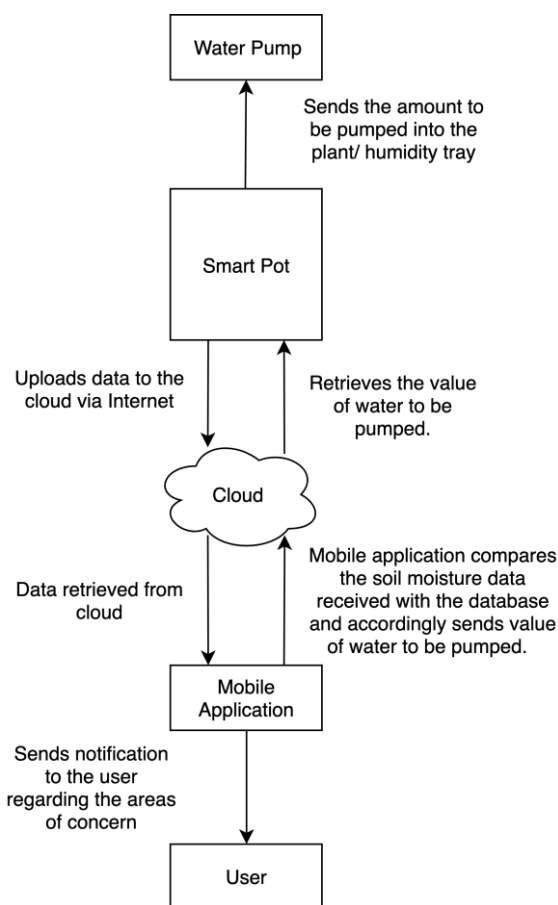 Water Pump
Sends the amount to
be pumped into the
plant/ humidity tray
Smart Pot
Uploads data to the
cloud via Internet
Retrieves the value
of water to be
pumped.
Cloud
Data retrieved from
cloud
Mobile application compares
the soil moisture data
received with the database
and accordingly sends value
of water to be pumped.
Mobile
Application
Sends notification
to the user
regarding the areas
of concern
User